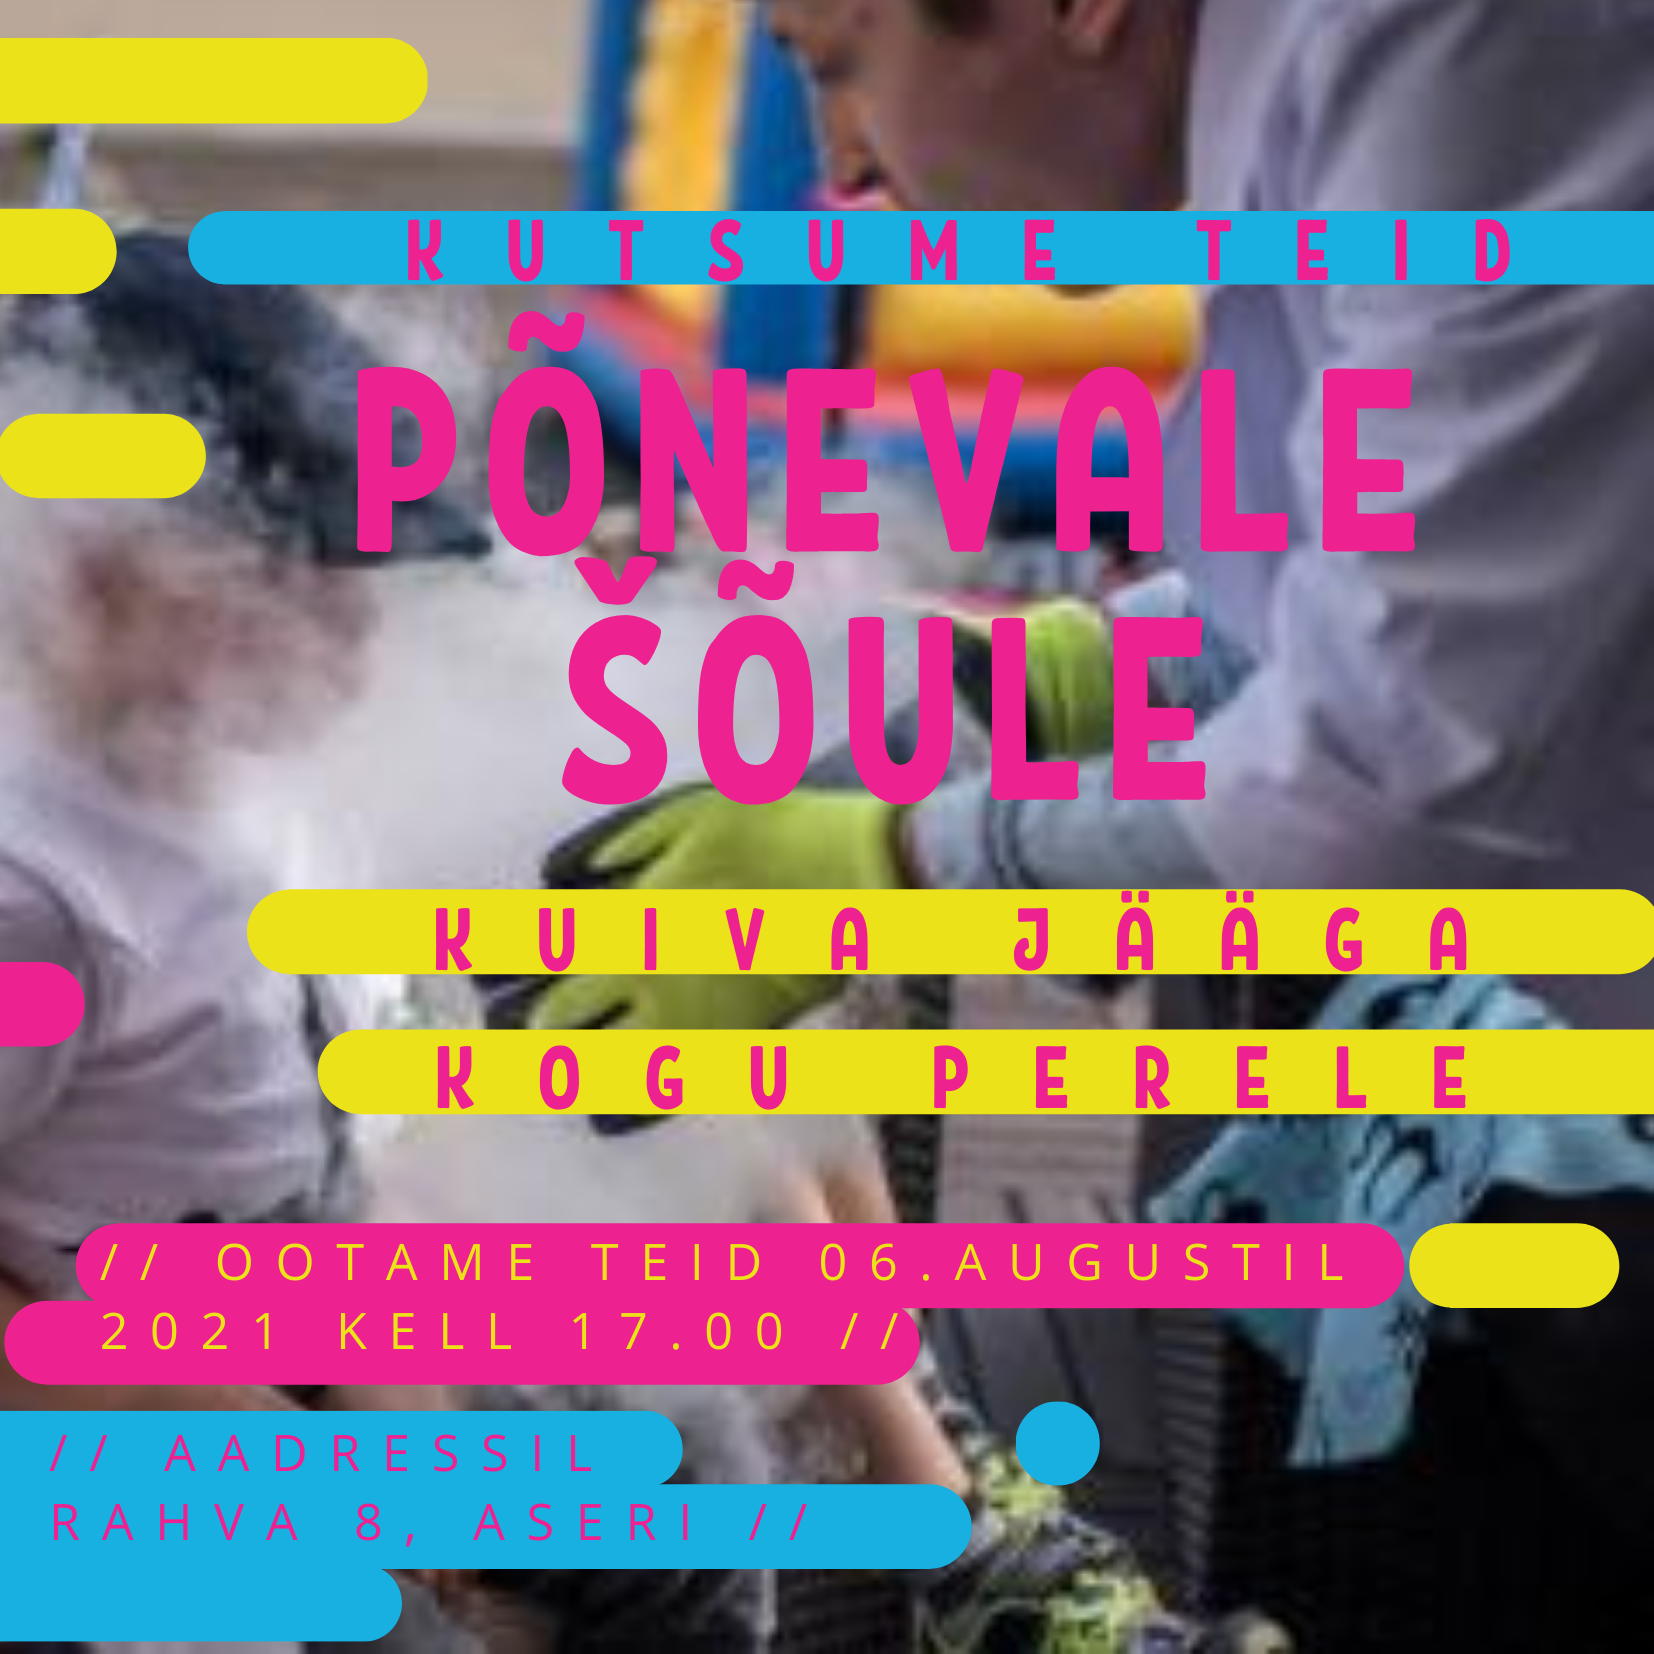 KUTSUME TEID
PÕNEVALE
ŠÕULE
KUIVA JÄÄGA
KOGU PERELE
// OOTAME TEID 06.AUGUSTIL
2021 KELL 17.00 //
// AADRESSIL
RAHVA 8, ASERI //